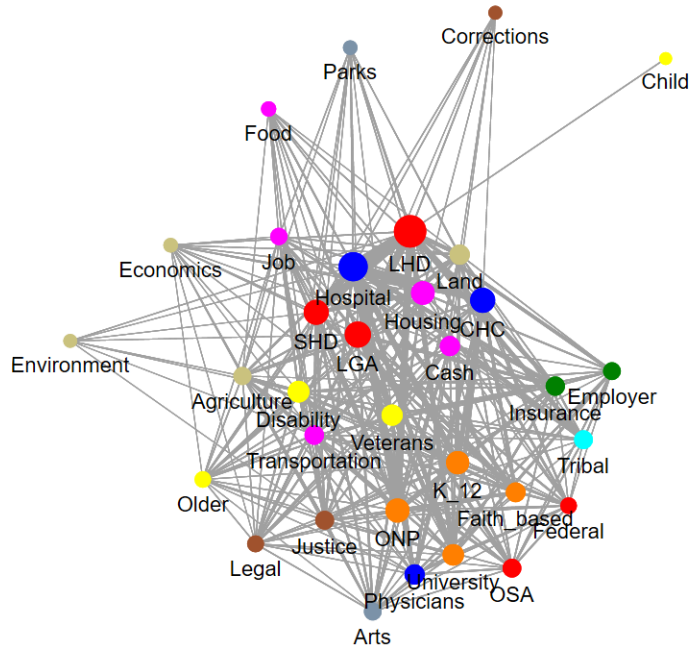 Corrections
Parks
Child
Food
Job
LHD
Economics
Land
Hospital
Housing
CHC
SHD
LGA
Environment
Cash
Agriculture
Employer
Insurance
Disability
Veterans
Transportation
Tribal
K_12
Older
Faith_based
Federal
ONP
Justice
Legal
University
OSA
Physicians
Arts